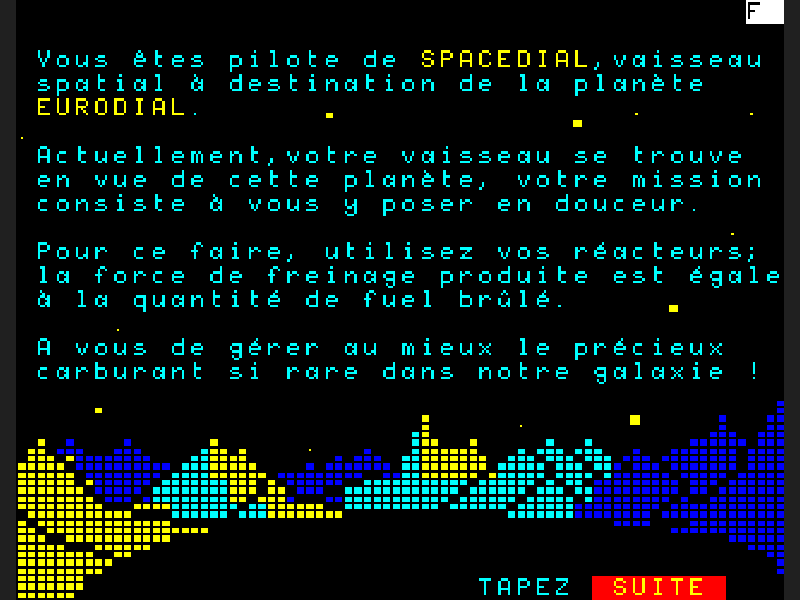 F
Vous êtes pilote de SPACEDIAL,vaisseau
spatial à destination de la planète
EURODIAL.
Actuellement,votre vaisseau se trouve
en vue de cette planète, votre mission
consiste à vous y poser en douceur.
Pour ce faire, utilisez vos réacteurs;
la force de freinage produite est égale
à la quantité de fuel brûlé.
A vous de gérer au mieux le précieux
carburant si rare dans notre galaxie !
TAPEZ SUITE